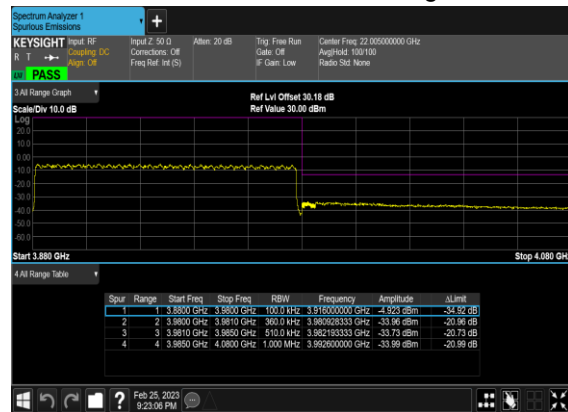 Spectrum Analyzer 1
Spurious Emissions
KEYSIGHT Input: RF Input Z: 50 Ω Atten: 20 dB Trig: Free Run Center Freq: 22.005000000 GHz
R T Coupling: DC Corrections: Off Gate: Off Avg|Hold: 100/100
Align: Off Freq Ref: Int (S) IF Gain: Low Radio Std: None
PASS
3 All Range Graph
Ref Lvl Offset 30.18 dB
Scale/Div 10.0 dB Ref Value 30.00 dBm
Log
20.0
10.0
0.00
-10.0
-20.0
-30.0
-40.0
-50.0
-60.0
Start 3.880 GHz Stop 4.080 GH
4 All Range Table
Spur Range Start Freq Stop Freq RBW Frequency Amplitude ΔLimit
1 1 3.8800 GHz 3.9800 GHz 100.0 kHz 3.916000000 GHz -4.923 dBm -34.92 dB
2 2 3.9800 GHz 3.9810 GHz 360.0 kHz 3.980928333 GHz -33.96 dBm -20.96 dB
3 3 3.9810 GHz 3.9850 GHz 510.0 kHz 3.982193333 GHz -33.73 dBm -20.73 dB
4 4 3.9850 GHz 4.0800 GHz 1.000 MHz 3.992600000 GHz -33.99 dBm -20.99 dB
?
Feb 25, 2023
9:23:06 PM